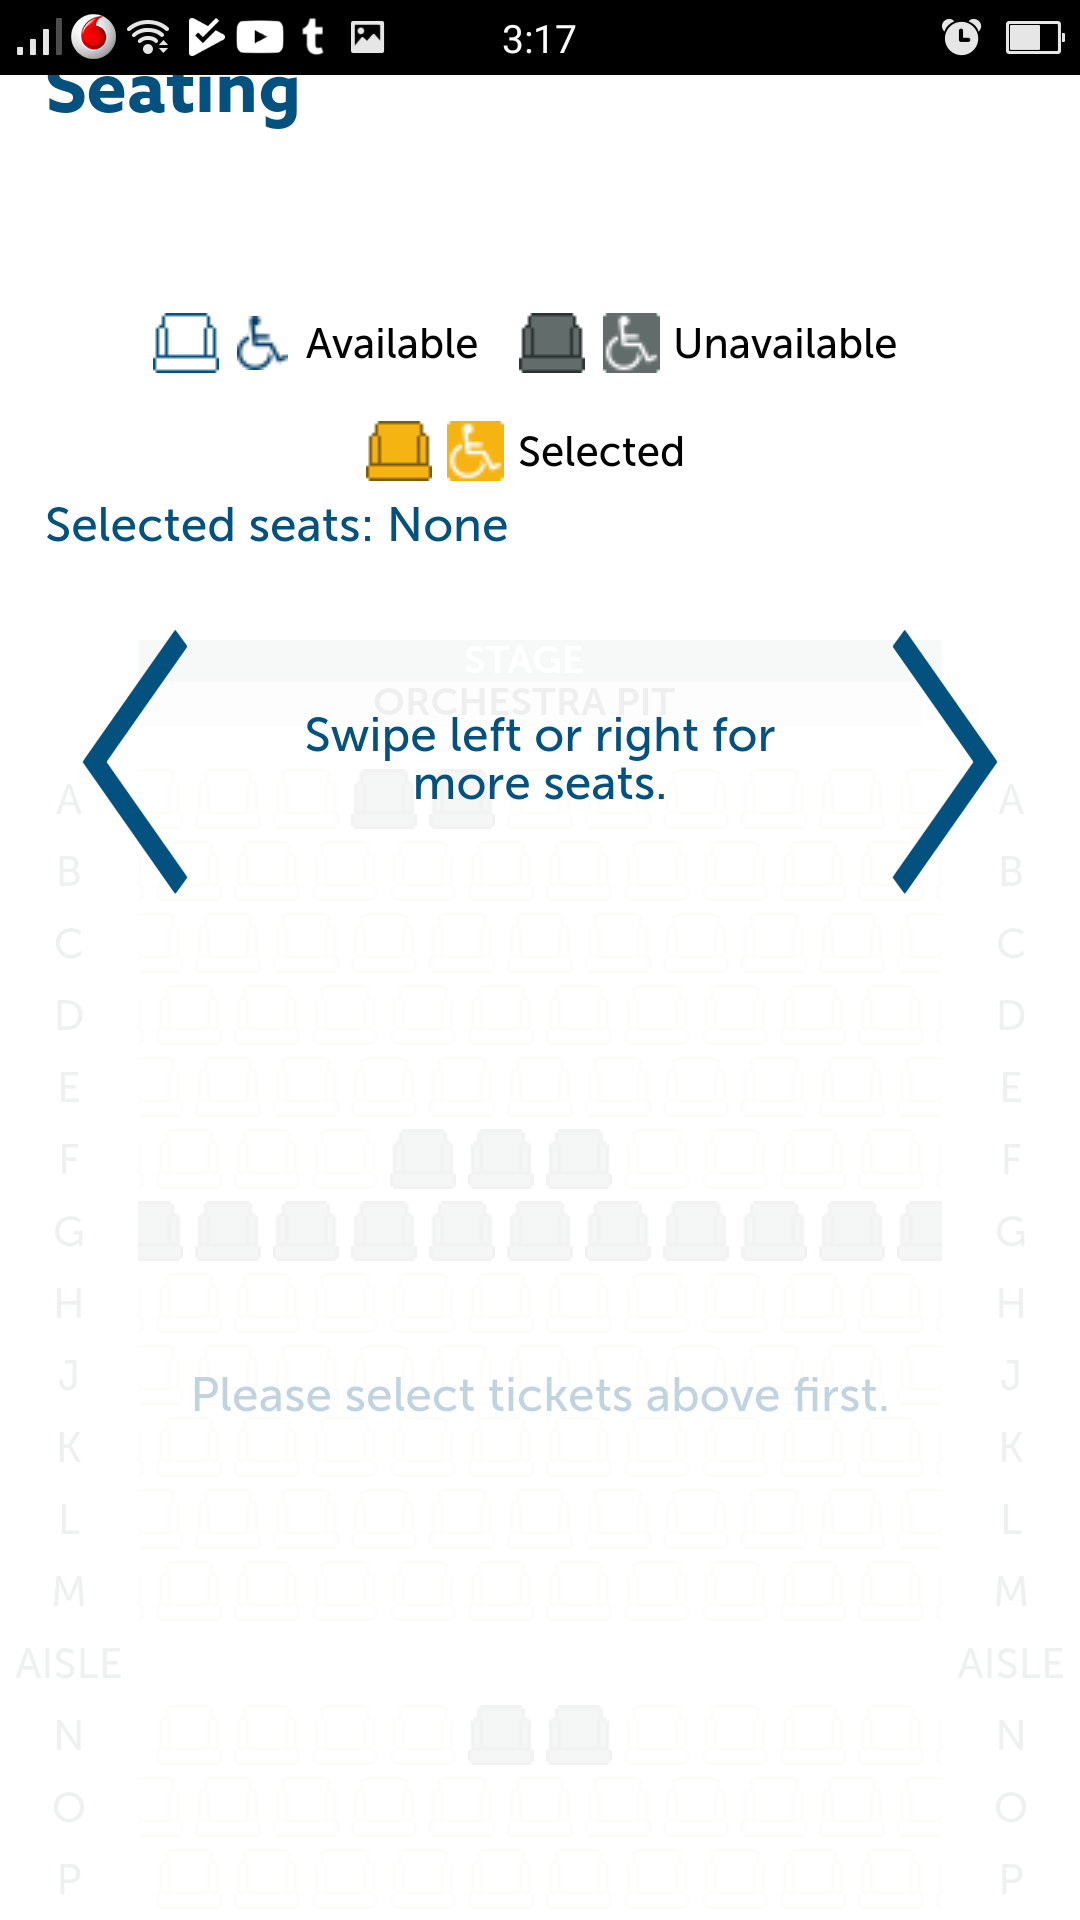 3:17
Seating
Available Unavailable
Selected
Selected seats: None
STAGE
ORCHESTRA PIT
Swipe left or right for
more seats.
A A
B B
C C
D D
E E
F F
G G
H H
J J
Please select tickets above first.
K K
L L
M M
AISLE AISLE
N N
O O
P P